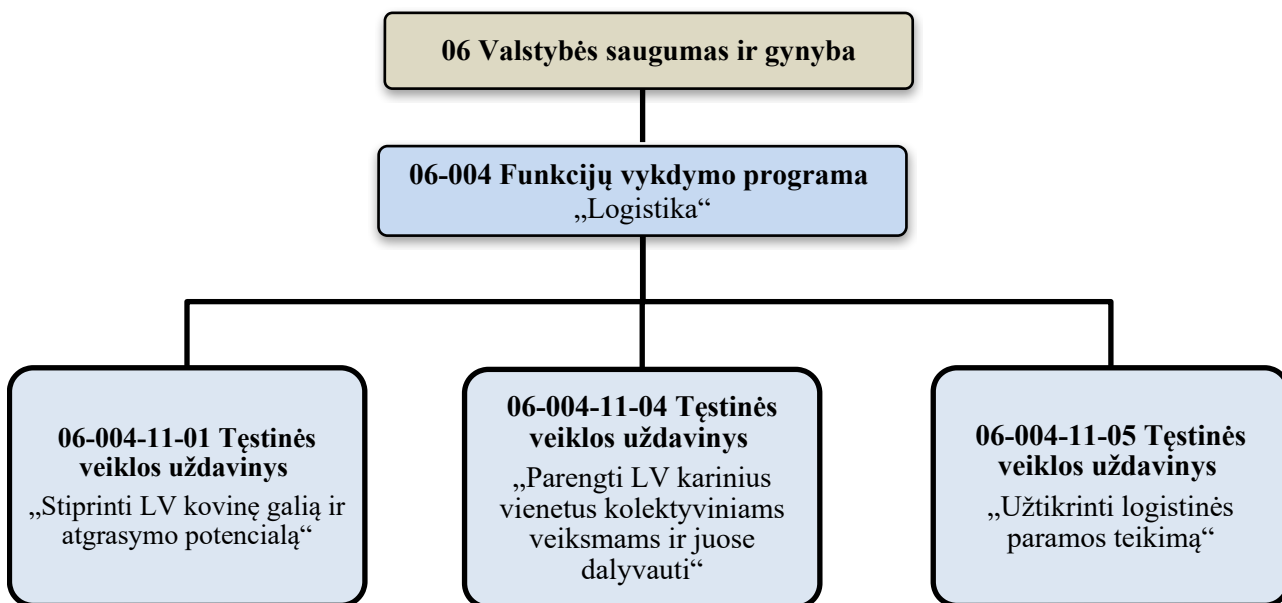 06 Valstybės saugumas ir gynyba
06-004 Funkcijų vykdymo programa
„Logistika“
06-004-11-01 Tęstinės
veiklos uždavinys
„Stiprinti LV kovinę galią ir
atgrasymo potencialą“
06-004-11-04 Tęstinės
veiklos uždavinys
„Parengti LV karinius
vienetus kolektyviniams
veiksmams ir juose
dalyvauti“
06-004-11-05 Tęstinės
veiklos uždavinys
„Užtikrinti logistinės
paramos teikimą“